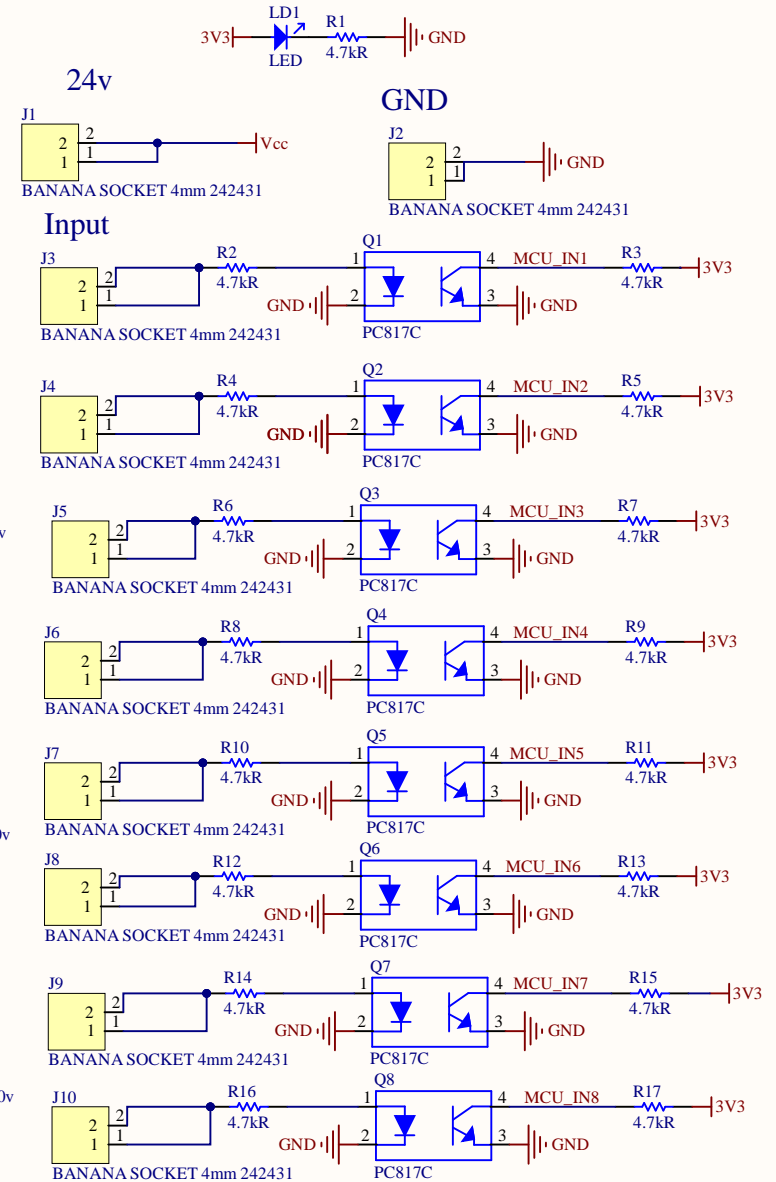 LD1
R1
3V3
GND
LED
4.7kR
24v
GND
J1
2
2
1
1
Vcc
BANANA SOCKET 4mm 242431
J2
2
2
1
1
GND
BANANA SOCKET 4mm 242431
Input
J3
2
2
1
1
R2
4.7kR
Q1
1
4
MCU_IN1
R3
4.7kR
3V3
GND
2
3
GND
BANANA SOCKET 4mm 242431
PC817C
J4
2
2
1
1
R4
4.7kR
Q2
1
4
MCU_IN2
R5
4.7kR
3V3
GND
2
3
GND
BANANA SOCKET 4mm 242431
PC817C
v
J5
2
2
1
1
R6
4.7kR
Q3
1
4
MCU_IN3
R7
4.7kR
3V3
GND
2
3
GND
BANANA SOCKET 4mm 242431
PC817C
J6
2
2
1
1
R8
4.7kR
Q4
1
4
MCU_IN4
R9
4.7kR
3V3
GND
2
3
GND
BANANA SOCKET 4mm 242431
PC817C
J7
2
2
1
1
R10
4.7kR
Q5
1
4
MCU_IN5
R11
4.7kR
3V3
GND
2
3
GND
BANANA SOCKET 4mm 242431
PC817C
0v
J8
2
2
1
1
R12
4.7kR
Q6
1
4
MCU_IN6
R13
4.7kR
3V3
GND
2
3
GND
BANANA SOCKET 4mm 242431
PC817C
J9
2
2
1
1
R14
4.7kR
Q7
1
4
MCU_IN7
R15
4.7kR
3V3
GND
2
3
GND
BANANA SOCKET 4mm 242431
PC817C
0v
J10
2
2
1
1
R16
4.7kR
Q8
1
4
MCU_IN8
R17
4.7kR
3V3
GND
2
3
GND
BANANA SOCKET 4mm 242431
PC817C